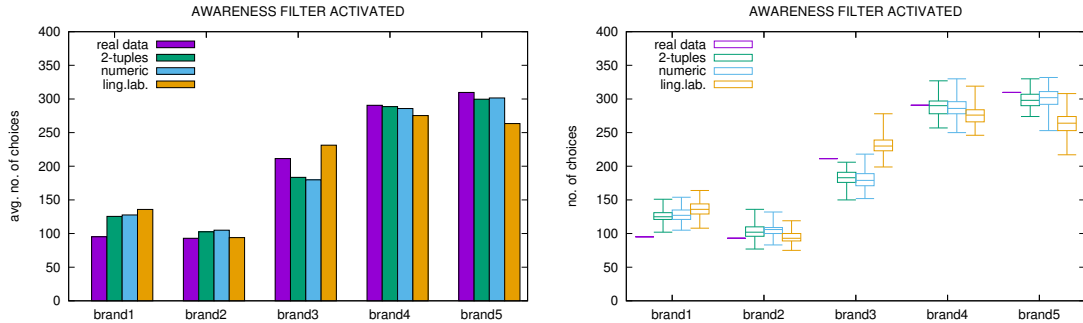 AWARENESS FILTER ACTIVATED
avg. no. of choices
400
350
300
250
200
150
100
50
0
real data
2-tuples
numeric
ling.lab.
brand1 brand2 brand3 brand4 brand5
AWARENESS FILTER ACTIVATED
no. of choices
400
350
300
250
200
150
100
50
0
real data
2-tuples
numeric
ling.lab.
brand1 brand2 brand3 brand4 brand5